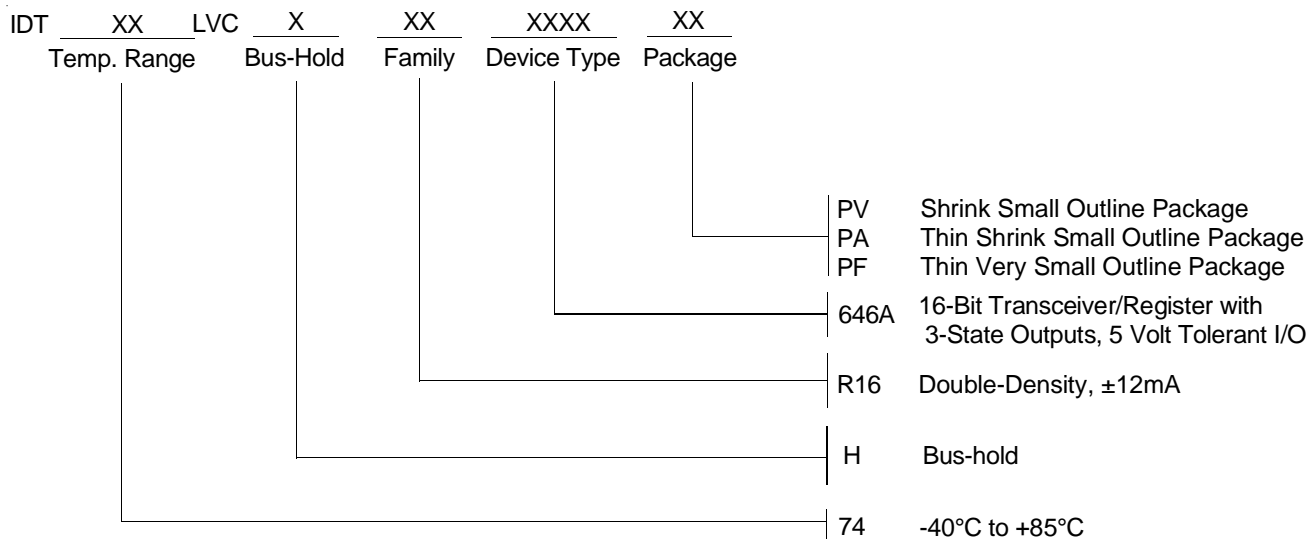 IDT XX LVC X XX XXXX XX
Temp. Range Bus-Hold Family Device Type Package
PV Shrink Small Outline Package
PA Thin Shrink Small Outline Package
PF Thin Very Small Outline Package
646A 16-Bit Transceiver/Register with
3-State Outputs, 5 Volt Tolerant I/O
R16 Double-Density, ±12mA
H Bus-hold
74 -40°C to +85°C